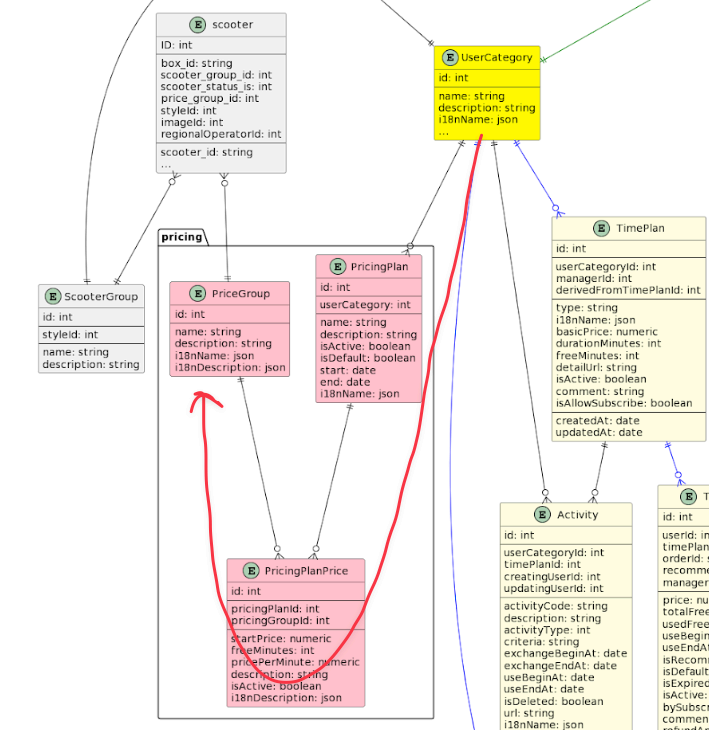 E scooter
ID: int
box_id: string
scooter_group_id: int
scooter_status_is: int
price_group_id: int
styleId: int
imageId: int
regionalOperatorId: int
scooter_id: string
...
E UserCategory
id: int
name: string
description: string
i18nName: json
...
pricing
E ScooterGroup
id: int
styleId: int
name: string
description: string
E PriceGroup
id: int
name: string
description: string
i18nName: json
i18nDescription: json
E PricingPlan
id: int
userCategory: int
name: string
description: string
isActive: boolean
isDefault: boolean
start: date
end: date
i18nName: json
E TimePlan
id: int
userCategoryId: int
managerId: int
derivedFromTimePlanId: int
type: string
i18nName: json
basicPrice: numeric
durationMinutes: int
freeMinutes: int
detailUrl: string
isActive: boolean
comment: string
isAllowSubscribe: boolean
createdAt: date
updatedAt: date
E PricingPlanPrice
id: int
pricingPlanId: int
pricingGroupId: int
startPrice: numeric
freeMinutes: int
pricePerMinute: numeric
description: string
isActive: boolean
i18nDescription: json
E Activity
id: int
userCategoryId: int
timePlanId: int
creatingUserId: int
updatingUserId: int
activityCode: string
description: string
activityType: int
criteria: string
exchangeBeginAt: date
exchangeEndAt: date
useBeginAt: date
useEndAt: date
isDeleted: boolean
url: string
i18nName: json
E T
id: int
userId: in
timePlan
orderId: s
recomme
manager
price: nu
totalFree
usedFree
useBegin
useEndAt
isRecom
isDefault
isExpired
isActive:
bySubsc
commen